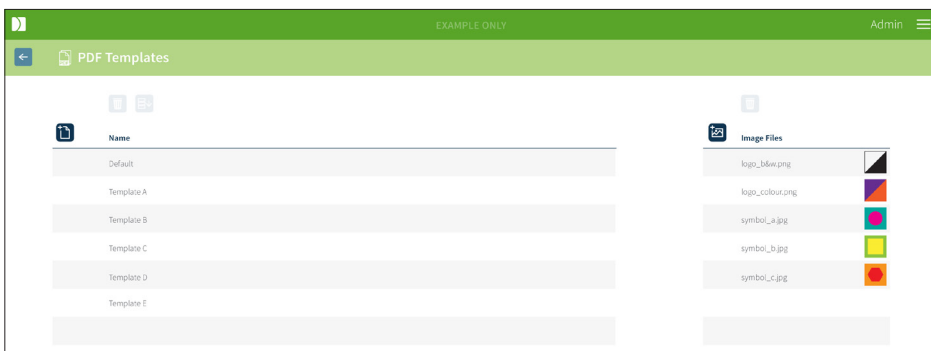 EXAMPLE ONLY
Admin
PDF Templates
Name
Image Files
Default
logo_b&w.png
Template A
logo_colour.png
Template B
symbol_a.jpg
Template C
symbol_b.jpg
Template D
symbol_c.jpg
Template E